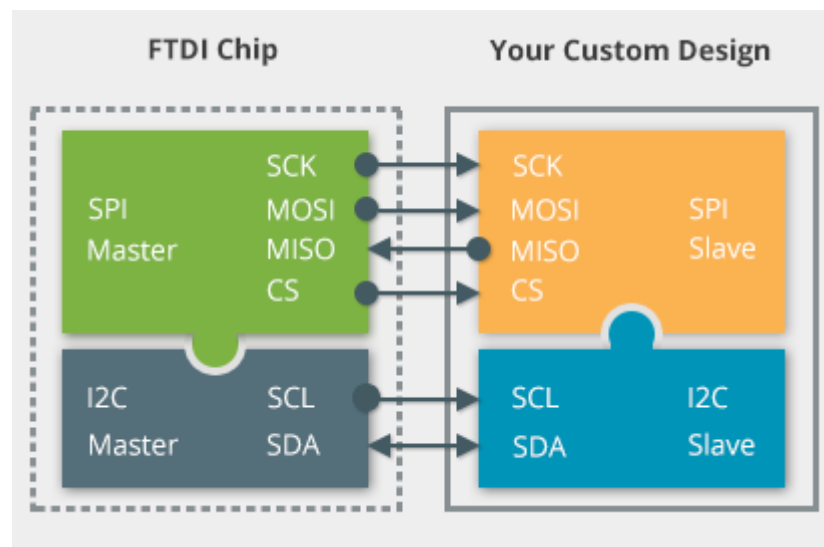 FTDI Chip
Your Custom Design
SCK
SPI
MOSI
Master
MISO
CS
SCK
MOSI
SPI
MISO
Slave
CS
I2C
SCL
Master
SDA
SCL
I2C
SDA
Slave